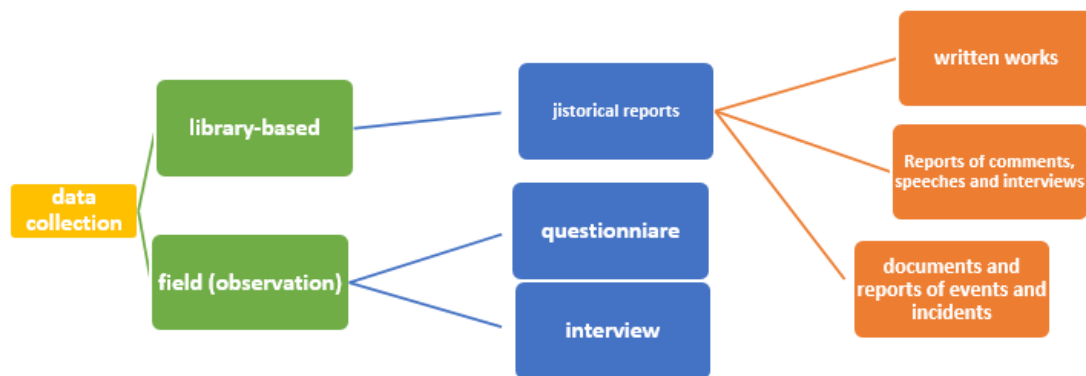 data
collection
library-based
field (observation)
jistorical reports
questionniare
interview
written works
Reports of comments,
speeches and interviews
documents and
reports of events and
incidents